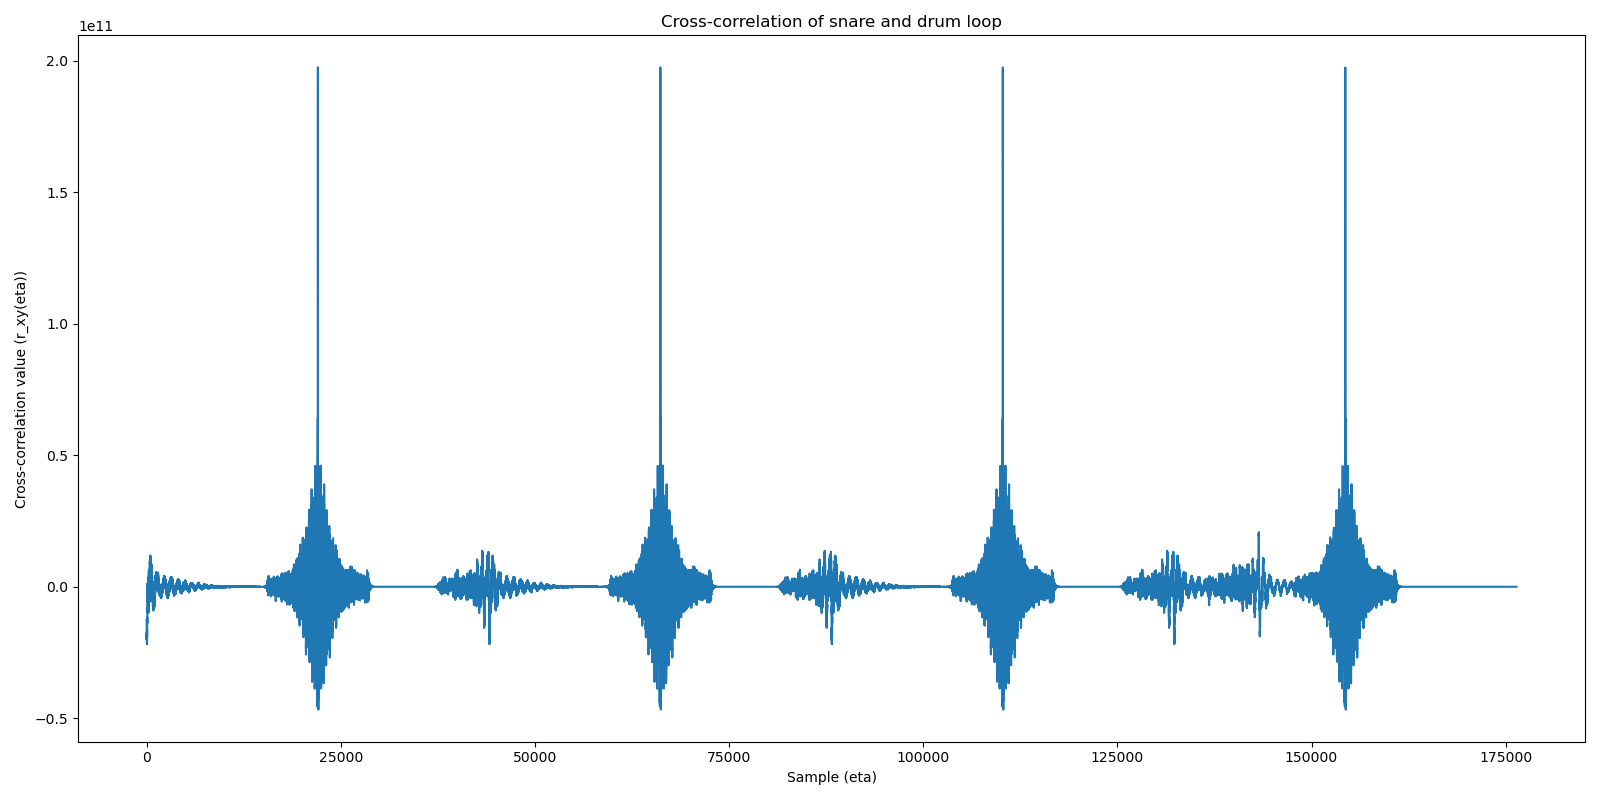 Cross-correlation of snare and drum loop
1e11
2.0
1.5
1.0
0.5
0.0
−0.5
Cross-correlation value (r_xy(eta))
0 25000 50000 75000 100000 125000 150000 175000
Sample (eta)